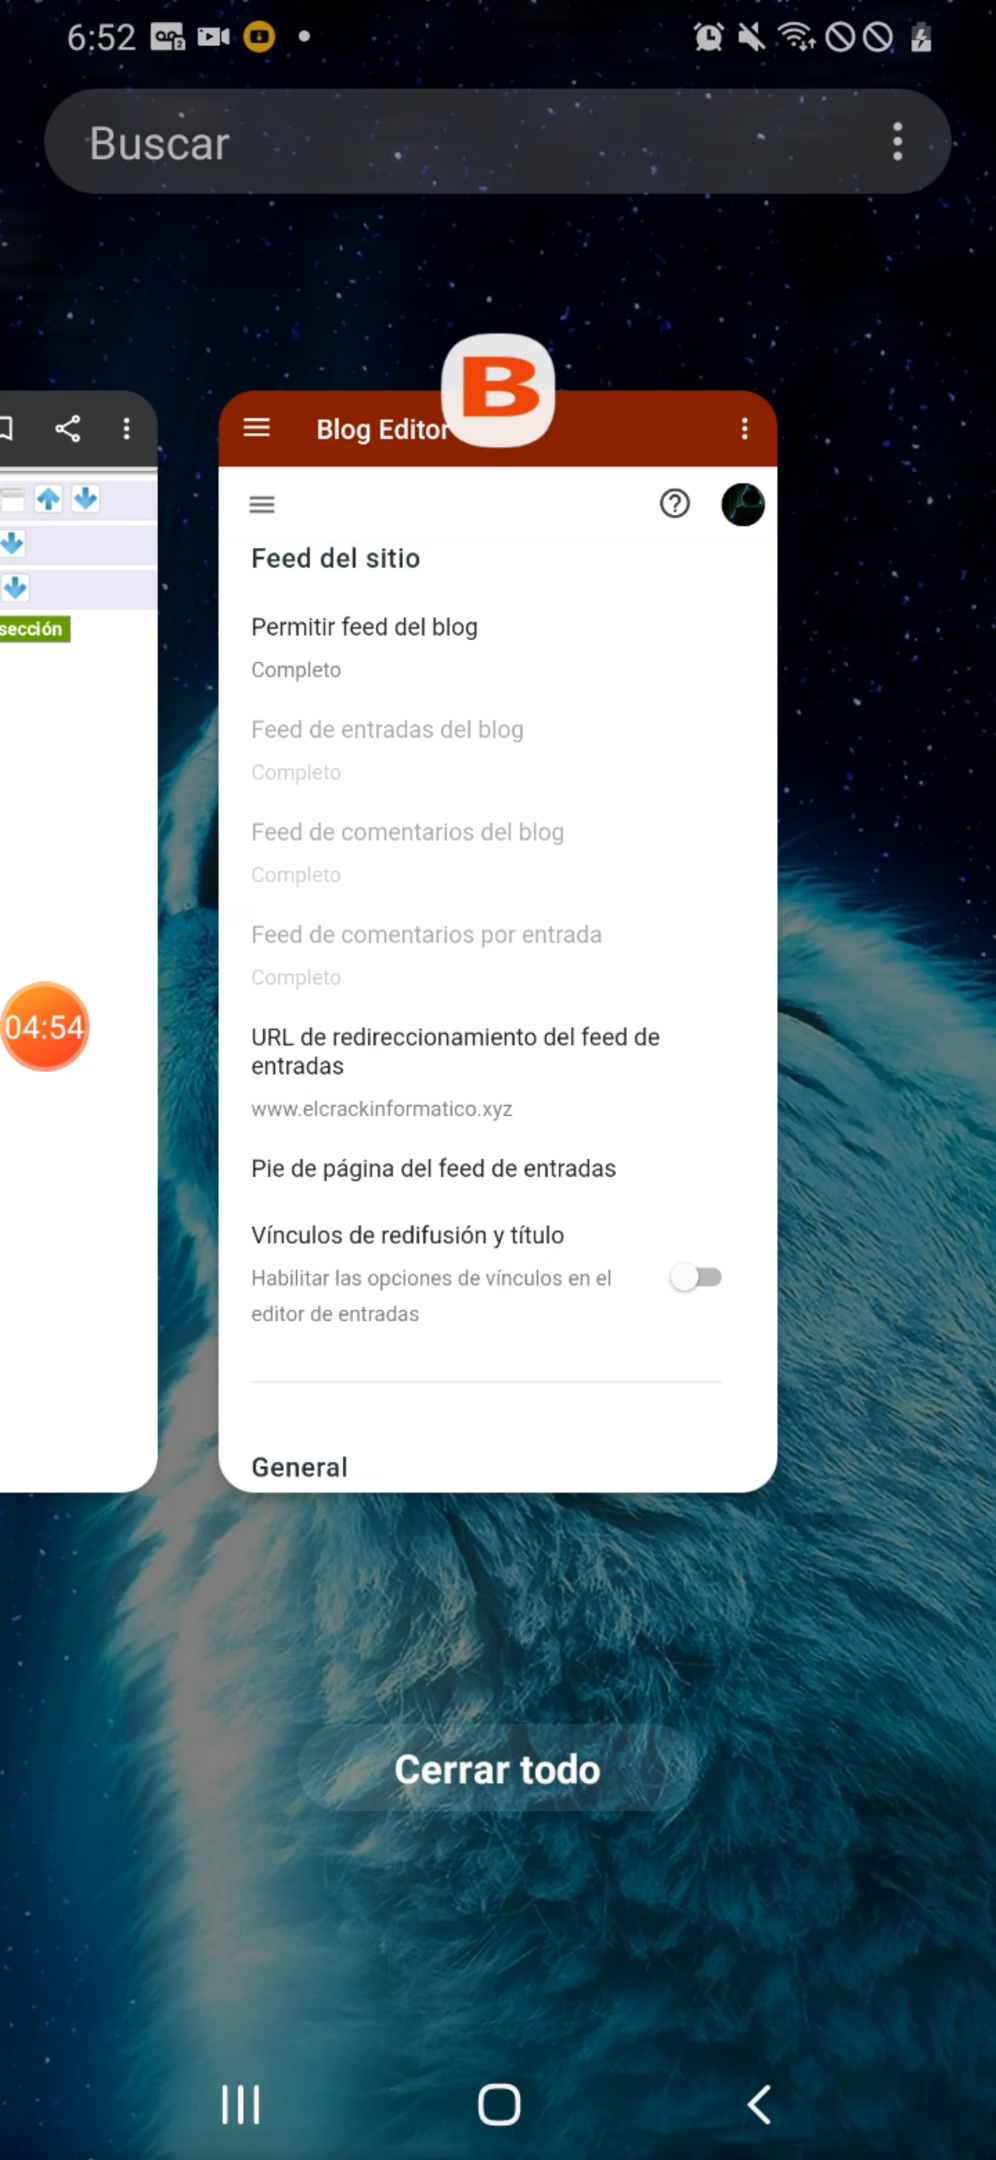 6:52
Buscar
B
Blog Editor
Feed del sitio
Permitir feed del blog
Completo
Feed de entradas del blog
Completo
sección
Feed de comentarios del blog
Completo
Feed de comentarios por entrada
Completo
04:54
URL de redireccionamiento del feed de
entradas
www.elcrackinformatico.xyz
Pie de página del feed de entradas
Vínculos de redifusión y título
Habilitar las opciones de vínculos en el
editor de entradas
General
Cerrar todo